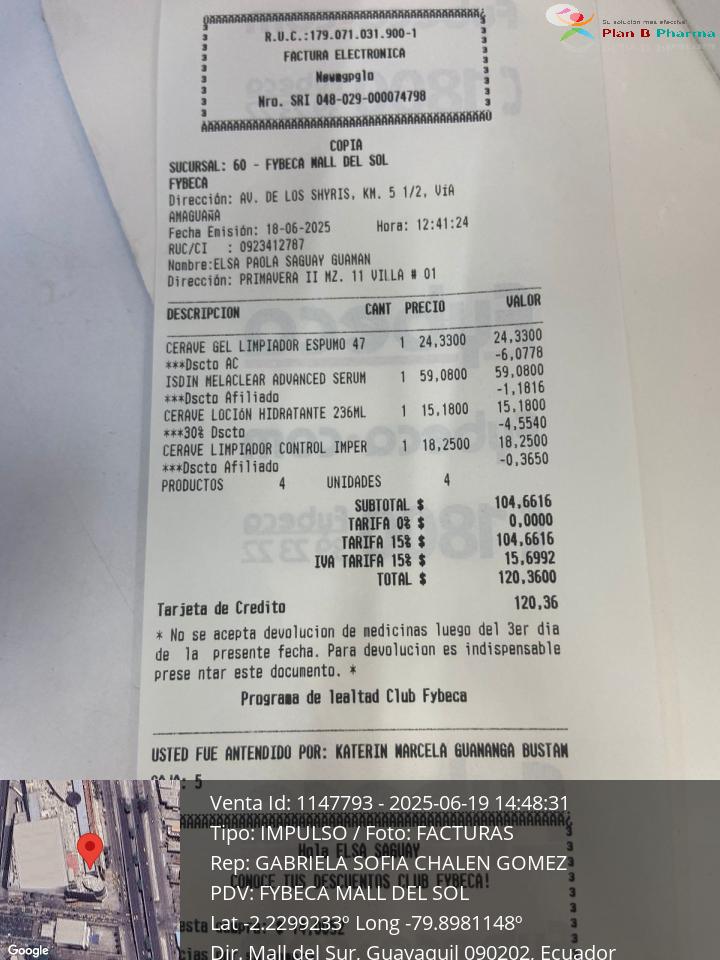 Su solución mas efectiva!
Plan B Pharma
R.U.C.:179.071.031.900-1
FACTURA ELECTRONICA
Nro. SRI 048-029-000074798
COPIA
SUCURSAL: 60 - FYBECA MALL DEL SOL
FYBECA
Dirección: AV. DE LOS SHYRIS, KM. 5 1/2, VíA
AMAGUAñA
Fecha Emisión: 18-06-2025 Hora: 12:41:24
RUC/CI : 0923412787
Nombre:ELSA PAOLA SAGUAY GUAMAN
Dirección: PRIMAVERA II MZ. 11 VILLA # 01
DESCRIPCION CANT PRECIO VALOR
CERAVE GEL LIMPIADOR ESPUMO 47 1 24,3300 24,3300
***Dscto AC -6,0778
ISDIN MELACLEAR ADVANCED SERUM 1 59,0800 59,0800
***Dscto Afiliado -1,1816
CERAVE LOCIóN HIDRATANTE 236ML 1 15,1800 15,1800
***30% Dscto -4,5540
CERAVE LIMPIADOR CONTROL IMPER 1 18,2500 18,2500
***Dscto Afiliado -0,3650
PRODUCTOS 4 UNIDADES 4
SUBTOTAL $ 104,6616
TARIFA 0% $ 0,0000
TARIFA 15% $ 104,6616
IVA TARIFA 15% $ 15,6992
TOTAL $ 120,3600
Tarjeta de Credito 120,36
* No se acepta devolucion de medicinas luego del 3er dia
de la presente fecha. Para devolucion es indispensable
prese ntar este documento. *
Programa de lealtad Club Fybeca
USTED FUE ANTENDIDO POR: KATERIN MARCELA GUANANGA BUSTAM
: 5
Venta Id: 1147793 - 2025-06-19 14:48:31
Tipo: IMPULSO / Foto: FACTURAS
Hola ELSA SAGUAY
Rep: GABRIELA SOFIA CHALEN GOMEZ
CONOCE TUS DESCUENTOS CLUB FYBECA!
PDV: FYBECA MALL DEL SOL
Lat -2.2299233º Long -79.8981148º
Dir. Mall del Sur, Guayaquil 090202, Ecuador
Google